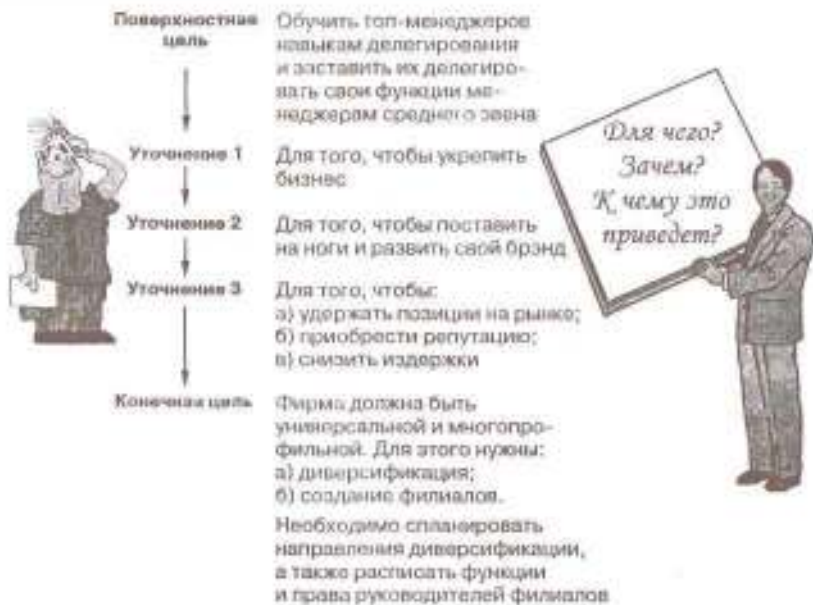 Поверхностная
цель
Обучить топ-менеджеров
навыкам делегирования
и заставить их делегиро-
вать свои функции ме-
неджерам среднего звена
Уточнение 1
Для того, чтобы укрепить
бизнес
Уточнение 2
Для того, чтобы поставить
на ноги и развить свой брэнд
Уточнение 3
Для того, чтобы:
а) удержать позиции на рынке;
б) приобрести репутацию;
в) снизить издержки
Конечная цель
Фирма должна быть
универсальной и многопро-
фильной. Для этого нужны:
а) диверсификация;
б) создание филиалов.
Необходимо спланировать
направления диверсификации,
а также расписать функции
и права руководителей филиалов
Для чего?
Зачем?
К чему это
приведет?